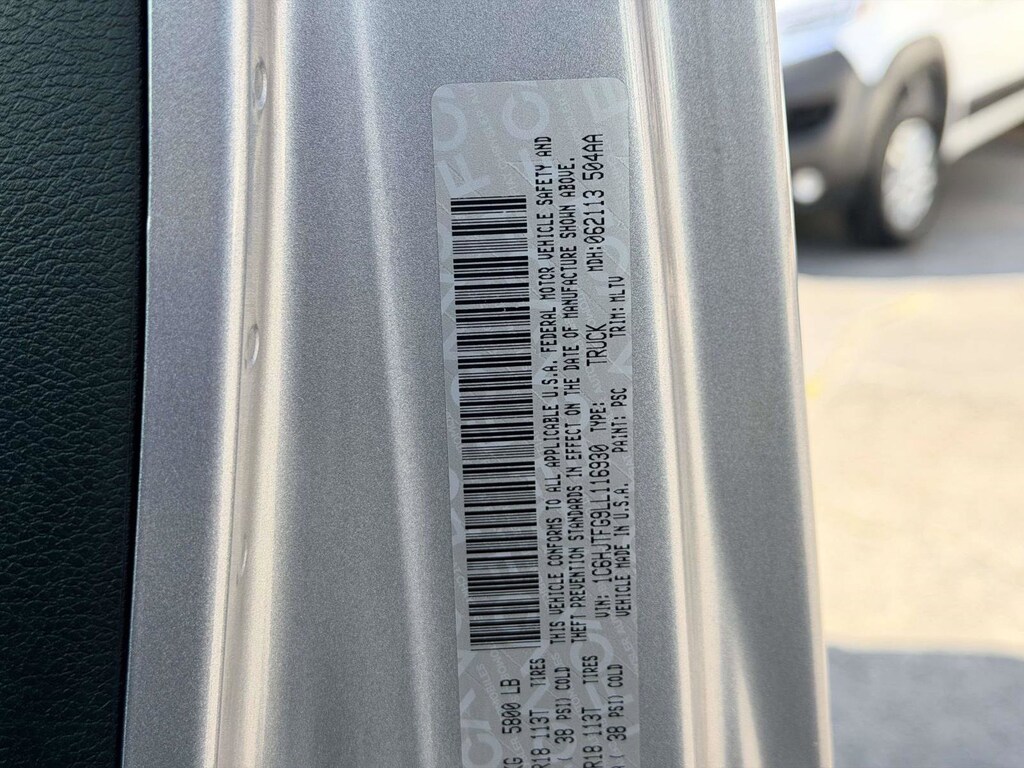 KG 5800 LB
R18 113T TIRES
( 38 PSI) COLD
R18 113T TIRES
( 38 PSI) COLD
THIS VEHICLE CONFORMS TO ALL APPLICABLE U.S.A. FEDERAL MOTOR VEHICLE SAFETY AND
THEFT PREVENTION STANDARDS IN EFFECT ON THE DATE OF MANUFACTURE SHOWN ABOVE.
VIN: 1C6HJTFG9LL116930 TYPE: TRUCK MDH:062113 504AA
VEHICLE MADE IN U.S.A. PAINT: PSC TRIM: MLTV